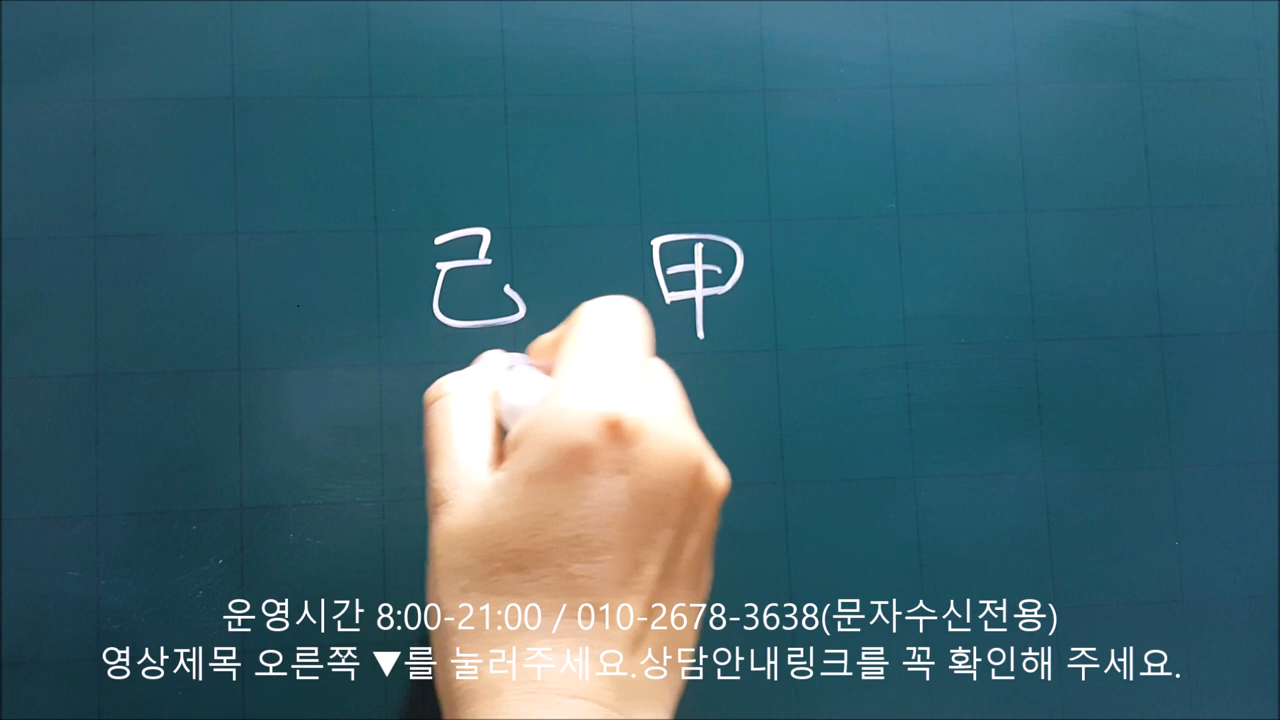 己 甲
운영시간 8:00-21:00 / 010-2678-3638(문자수신전용)
영상제목 오른쪽 ▼를 눌러주세요.상담안내링크를 꼭 확인해 주세요.